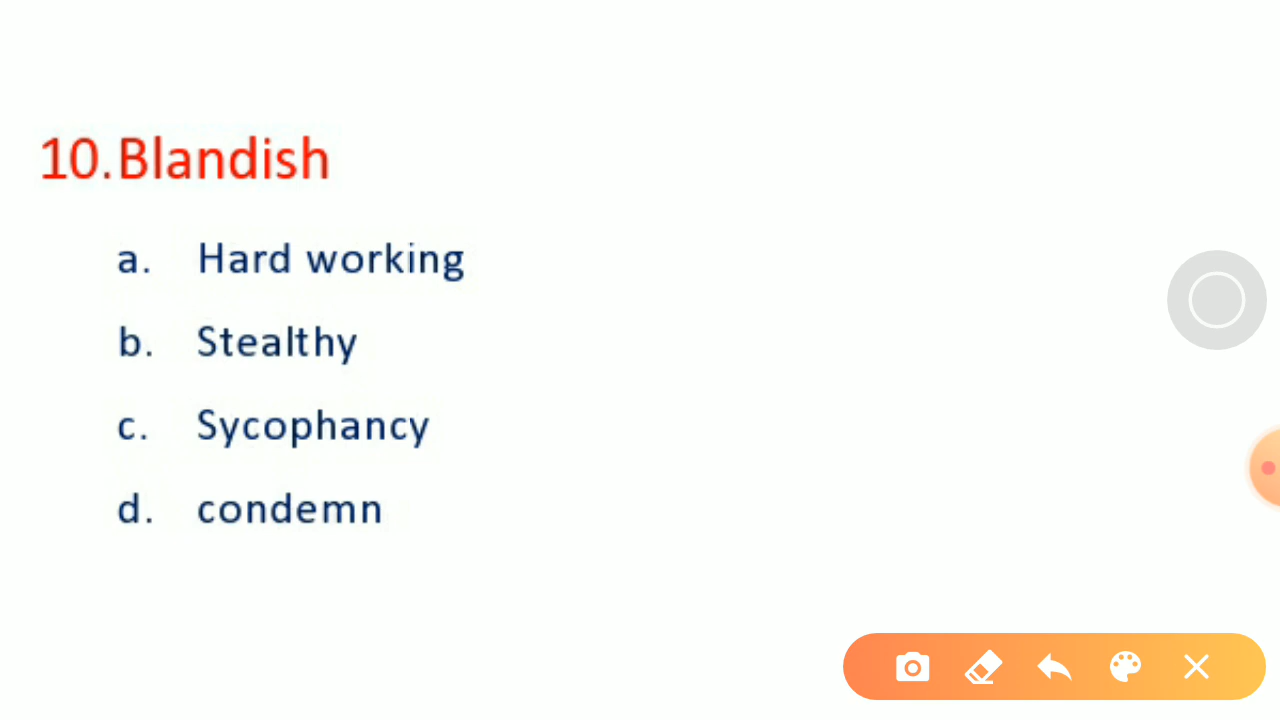 10. Blandish
a. Hard working
b. Stealthy
c. Sycophancy
d. condemn